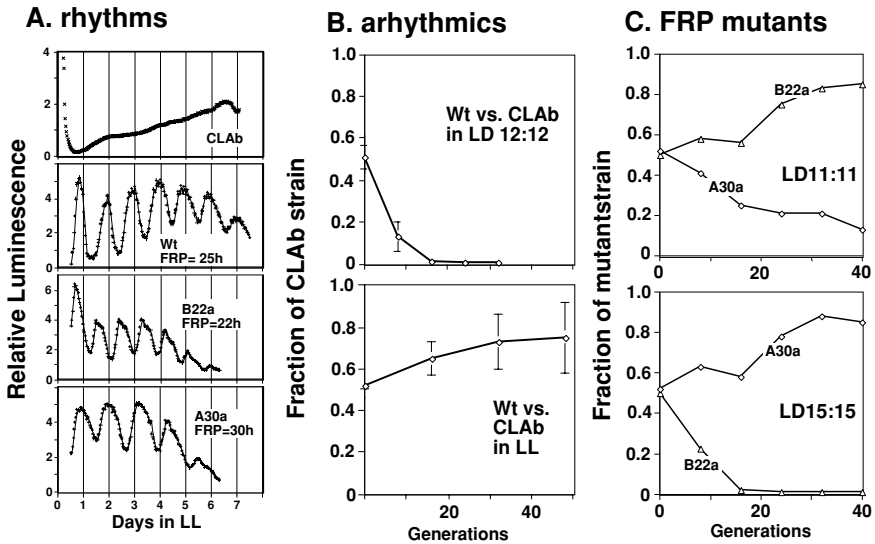 A. rhythms
B. arhythmics
C. FRP mutants
Relative Luminescence
4
2
0
CLAb
4
2
0
Wt
FRP= 25h
6
4
2
0
B22a
FRP=22h
6
4
2
0
A30a
FRP=30h
0 1 2 3 4 5 6 7
Days in LL
Fraction of CLAb strain
1.0
0.8
0.6
0.4
0.2
0
Wt vs. CLAb
in LD 12:12
1.0
0.8
0.6
0.4
0.2
0
Wt vs.
CLAb
in LL
20 40
Generations
Fraction of mutantstrain
1.0
0.8
0.6
0.4
0.2
0
B22a
A30a
LD11:11
0 20 40
1.0
0.8
0.6
0.4
0.2
0
A30a
B22a
LD15:15
0 20 40
Generations